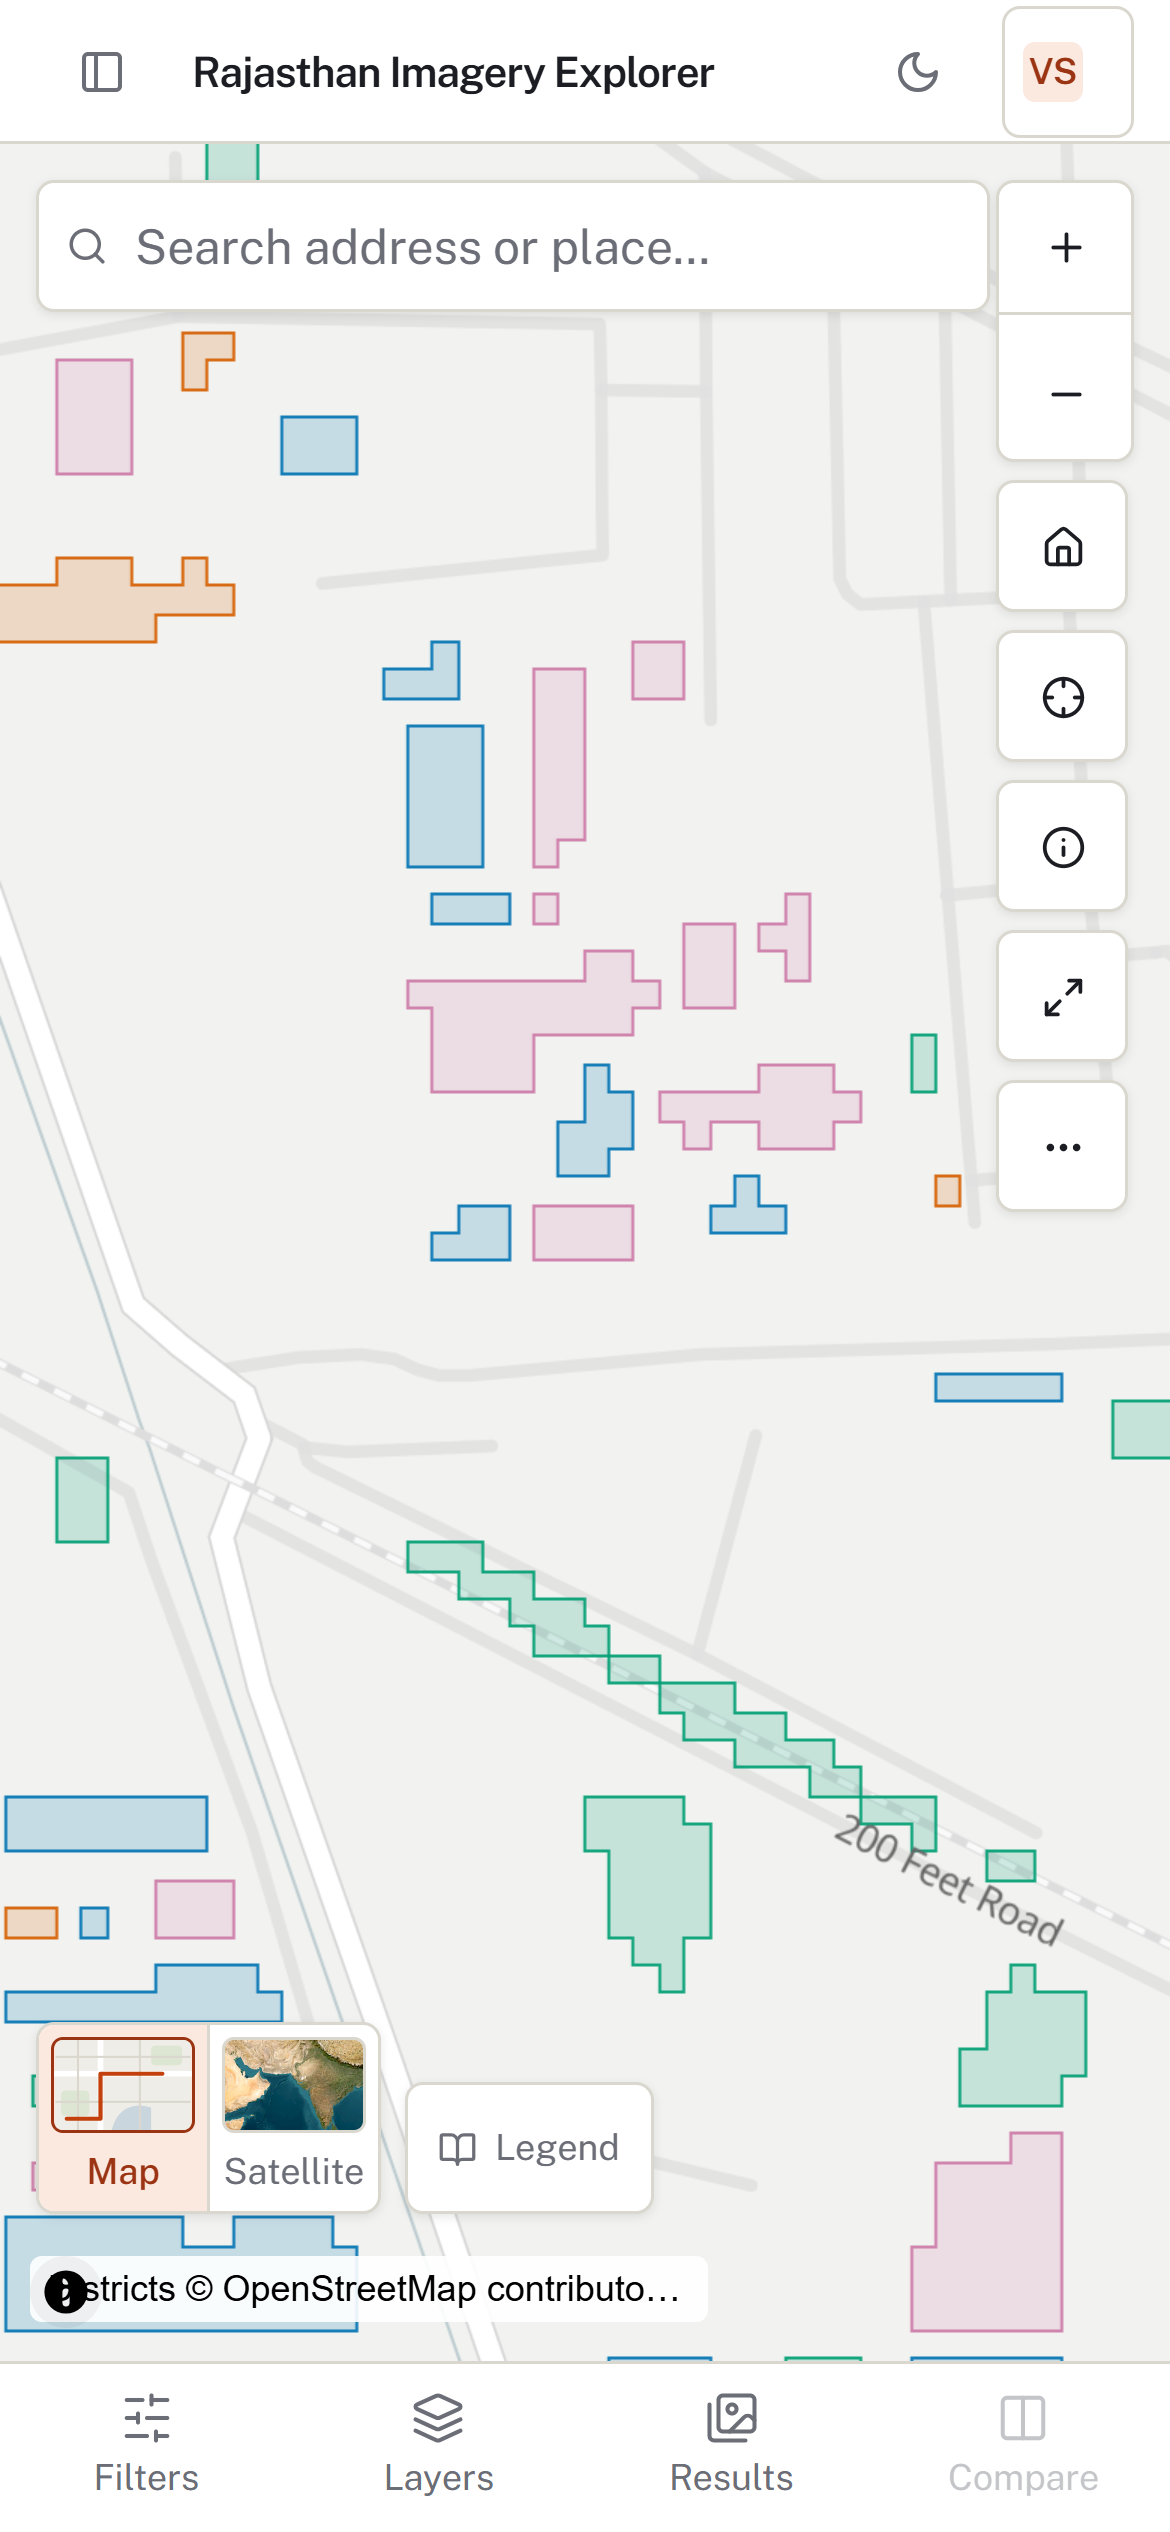 Rajasthan Imagery Explorer
VS
Search address or place...
200 Feet Road
Map
Satellite
Legend
stricts © OpenStreetMap contributo...
Filters
Layers
Results
Compare